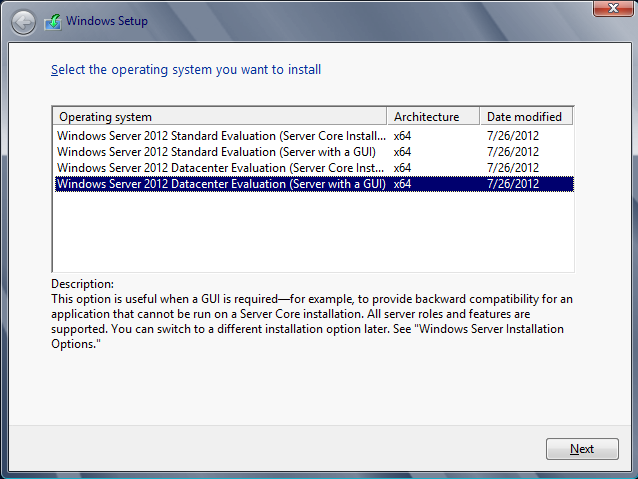 Windows Setup
Select the operating system you want to install
Operating system Architecture Date modified
Windows Server 2012 Standard Evaluation (Server Core Install... x64 7/26/2012
Windows Server 2012 Standard Evaluation (Server with a GUI) x64 7/26/2012
Windows Server 2012 Datacenter Evaluation (Server Core Inst... x64 7/26/2012
Windows Server 2012 Datacenter Evaluation (Server with a GUI) x64 7/26/2012
Description:
This option is useful when a GUI is required—for example, to provide backward compatibility for an
application that cannot be run on a Server Core installation. All server roles and features are
supported. You can switch to a different installation option later. See "Windows Server Installation
Options."
Next